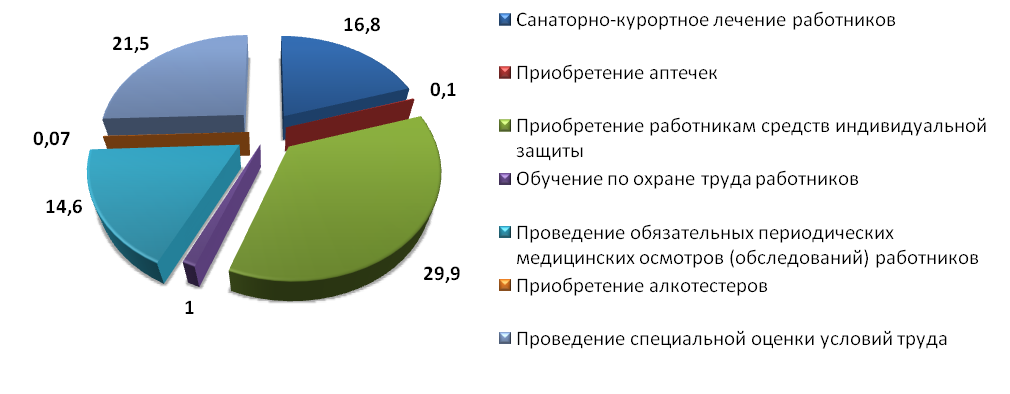 16,8
21,5
0,1
0,07
14,6
29,9
1
Санаторно-курортное лечение работников
Приобретение аптечек
Приобретение работникам средств индивидуальной
защиты
Обучение по охране труда работников
Проведение обязательных периодических
медицинских осмотров (обследований) работников
Приобретение алкотестеров
Проведение специальной оценки условий труда